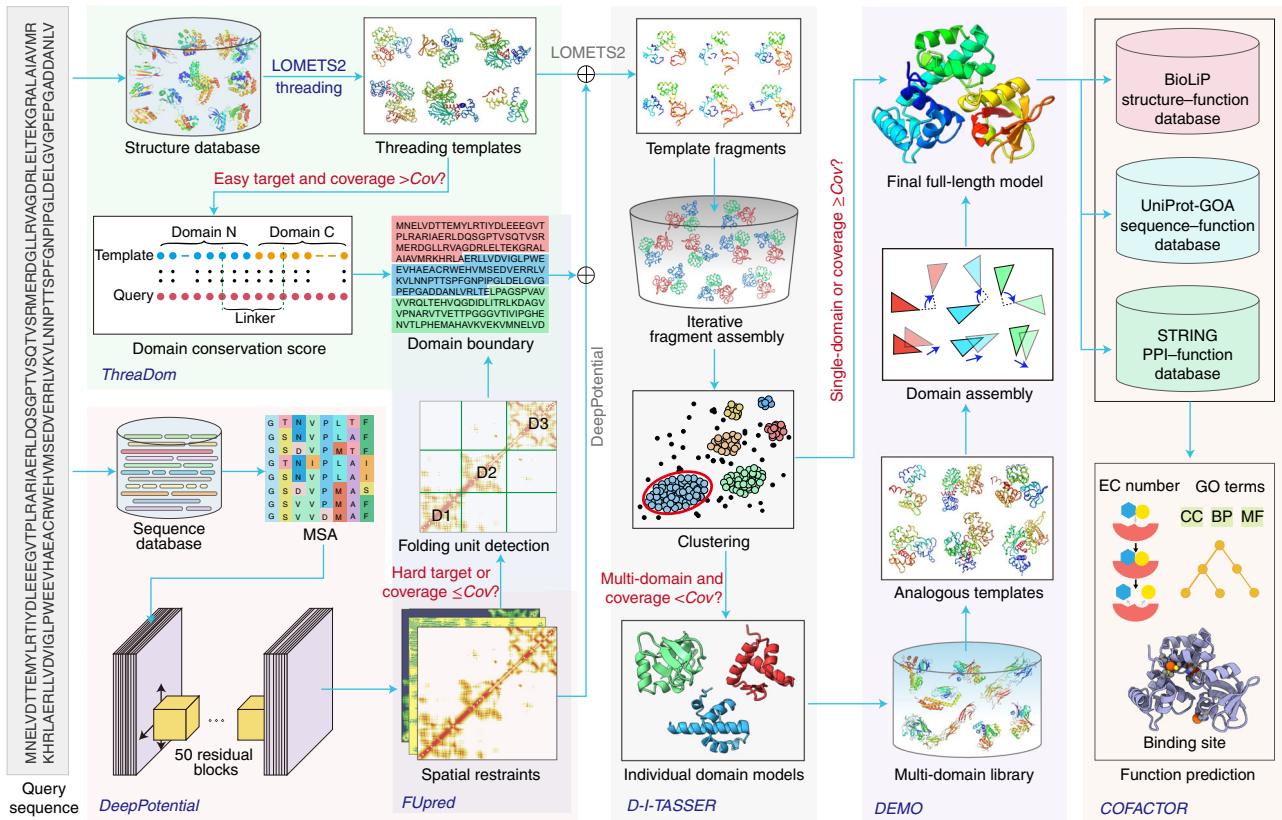 MNELVDTTEMYLRTIYDLEEEGVTPLRARIAERLDQSGPTVSQTVSRMERDGLLRVAGDRLELTEKGRALAIAVMR
KHRLAERLLVDVIGLPWEEVHAEACRWEHVMSEDVERRLVKVLNNPTTSPFGNPIPGLDELGVGPEPGADDANLV
Query
sequence
Structure database
LOMETS2
threading
Threading templates
Easy target and coverage >Cov?
Domain N
Domain C
Template
Query
Linker
Domain conservation score
ThreaDom
MNELVDTTEMYLRTIYDLEEEGVT
PLRARIAERLDQSGPTVSQTVSR
MERDGLLRVAGDRLELTEKGRAL
AIAVMRKHRLAERLLVDVIGLPWE
EVHAEACRWEHVMSEDVERRLV
KVLNNPTTSPFGNPIPGLDELGVG
PEPGADDANLVRLTELPAGSPVAV
VVRQLTEHVQGDIDLITRLKDAGV
VPNARVTVETTPGGGVTIVIPGHE
NVTLPHEMAHAVKVEKVMNELVD
Domain boundary
Sequence
database
G T N V P L T F
G S N V P L A F
G S D V P M T F
G T N I P L A I
G S N V P L A I
G S D V P M A S
G S V V P M A F
G S V V D M A F
MSA
50 residual
blocks
DeepPotential
D1
D2
D3
Folding unit detection
Hard target or
coverage ≤Cov?
Spatial restraints
FUpred
LOMETS2
DeepPotential
Template fragments
Iterative
fragment assembly
Clustering
Multi-domain and
coverage <Cov?
Individual domain models
D-I-TASSER
Single-domain or coverage ≥Cov?
Final full-length model
Domain assembly
Analogous templates
Multi-domain library
DEMO
BioLiP
structure–function
database
UniProt-GOA
sequence–function
database
STRING
PPI–function
database
EC number
GO terms
CC BP MF
Binding site
Function prediction
COFACTOR